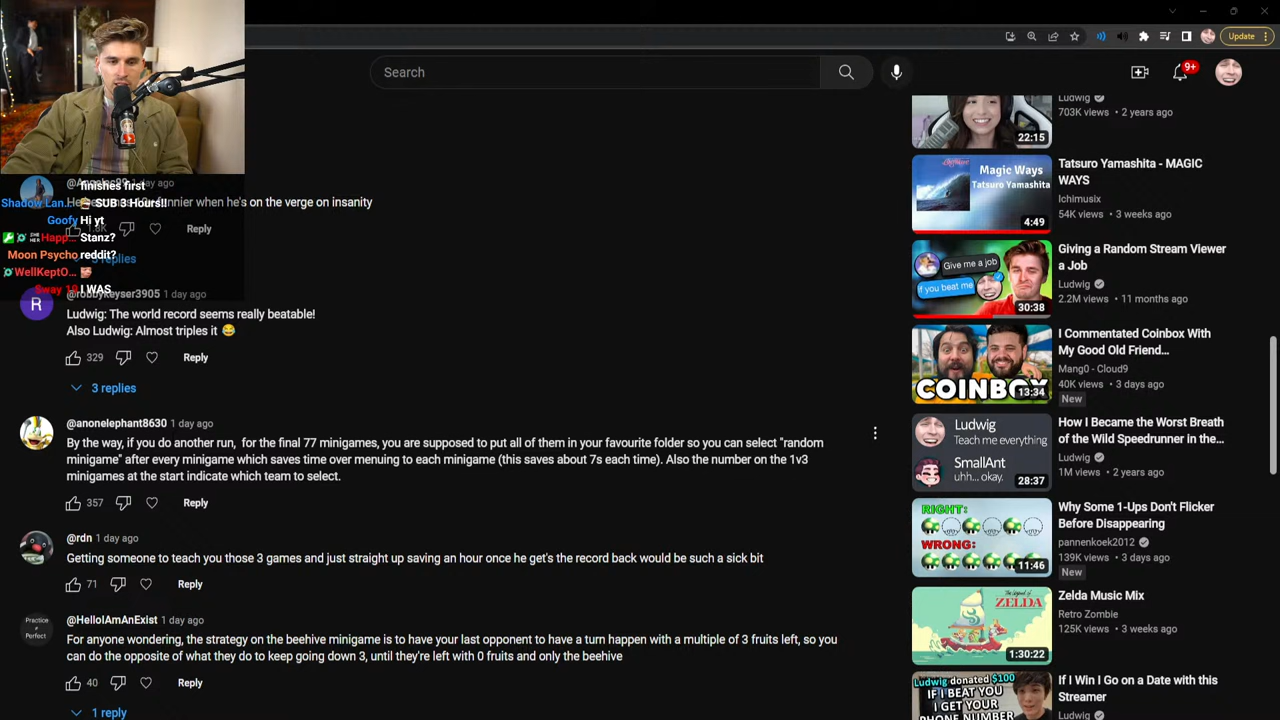 Update
Search
9+
@Angelac99 day ago
finishes first
Shadow Lan.. SUB 3 Hours!!
nnier when he's on the verge on insanity
Goofy Hi yt
1.8K
Reply
Happ... Stanz?
Moon Psycho reddit?
replies
WellKeptO...
Sway 19 I WAS
R
@robbykeyser3905 1 day ago
Ludwig: The world record seems really beatable!
Also Ludwig: Almost triples it 😂
329
Reply
3 replies
@anonelephant8630 1 day ago
By the way, if you do another run, for the final 77 minigames, you are supposed to put all of them in your favourite folder so you can select "random
minigame" after every minigame which saves time over menuing to each minigame (this saves about 7s each time). Also the number on the 1v3
minigames at the start indicate which team to select.
357
Reply
@rdn 1 day ago
Getting someone to teach you those 3 games and just straight up saving an hour once he get's the record back would be such a sick bit
71
Reply
Practice
≠
Perfect
@HelloIAmAnExist 1 day ago
For anyone wondering, the strategy on the beehive minigame is to have your last opponent to have a turn happen with a multiple of 3 fruits left, so you
can do the opposite of what they do to keep going down 3, until they're left with 0 fruits and only the beehive
40
Reply
1 reply
22:15
Ludwig
703K views • 2 years ago
Magic Ways
Tatsuro Yamashita
4:49
Tatsuro Yamashita - MAGIC
WAYS
Ichimusix
54K views • 3 weeks ago
Give me a job
If you beat me
30:38
Giving a Random Stream Viewer
a Job
Ludwig
2.2M views • 11 months ago
COINBOX
13:34
I Commentated Coinbox With
My Good Old Friend...
Mang0 - Cloud9
40K views • 3 days ago
New
Ludwig
Teach me everything
SmallAnt
uhh... okay.
28:37
How I Became the Worst Breath
of the Wild Speedrunner in the...
Ludwig
1M views • 2 years ago
RIGHT:
WRONG:
11:46
Why Some 1-Ups Don't Flicker
Before Disappearing
pannenkoek2012
139K views • 3 days ago
New
The legend of
ZELDA
1:30:22
Zelda Music Mix
Retro Zombie
125K views • 3 weeks ago
Ludwig donated $100
IF I BEAT YOU
I GET YOUR
PHONE NUMBER
If I Win I Go on a Date with this
Streamer
Ludwig